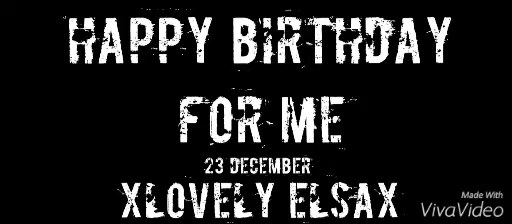 HAPPY BIRTHDAY
FOR ME
23 DECEMBER
XLOVELY ELSAX
Made With
VivaVideo